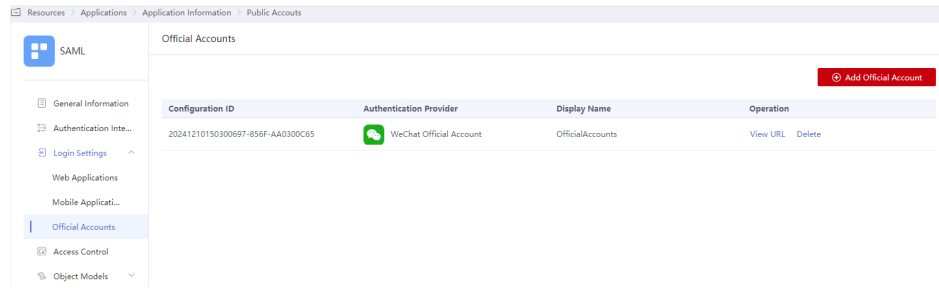 Resources > Applications > Application Information > Public Accouts
SAML
Official Accounts
Add Official Account
General Information
Authentication Inte...
Login Settings
Web Applications
Mobile Applicati...
Official Accounts
Access Control
Object Models
Configuration ID Authentication Provider Display Name Operation
20241210150300697-856F-AA0300C65 WeChat Official Account OfficialAccounts View URL Delete